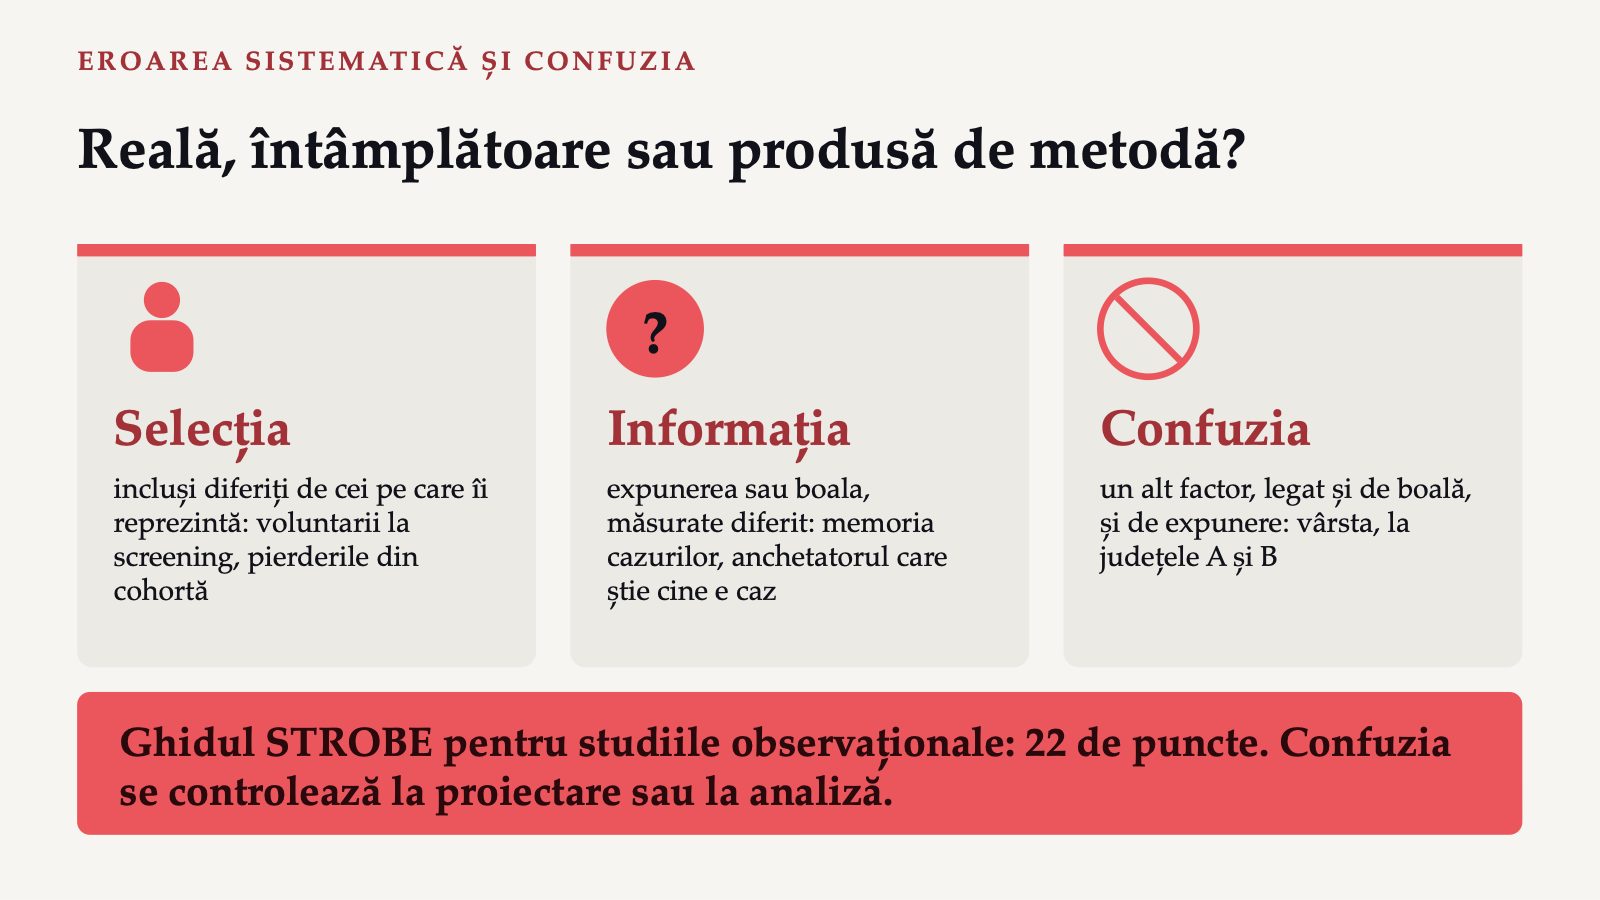 EROAREA SISTEMATICĂ ȘI CONFUZIA
Reală, întâmplătoare sau produsă de metodă?
?
Selecția
incluși diferiți de cei pe care îi
reprezintă: voluntarii la
screening, pierderile din
cohortă
Informația
expunerea sau boala,
măsurate diferit: memoria
cazurilor, anchetatorul care
știe cine e caz
Confuzia
un alt factor, legat și de boală,
și de expunere: vârsta, la
județele A și B
Ghidul STROBE pentru studiile observaționale: 22 de puncte. Confuzia
se controlează la proiectare sau la analiză.